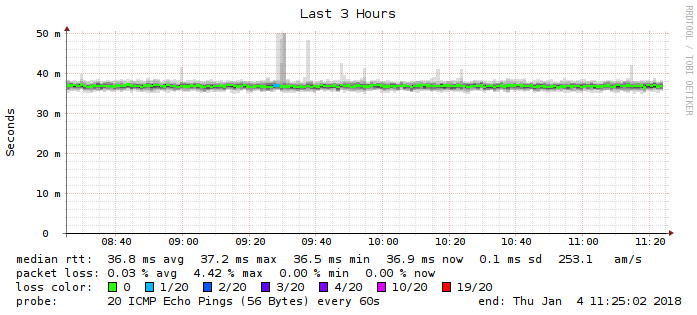 Last 3 Hours
RRDTOOL / TOBI OETIKER
50 m
40 m
30 m
20 m
10 m
0
Seconds
08:40 09:00 09:20 09:40 10:00 10:20 10:40 11:00 11:20
median rtt: 36.8 ms avg 37.2 ms max 36.5 ms min 36.9 ms now 0.1 ms sd 253.1 am/s
packet loss: 0.03 % avg 4.42 % max 0.00 % min 0.00 % now
loss color: 0 1/20 2/20 3/20 4/20 10/20 19/20
probe: 20 ICMP Echo Pings (56 Bytes) every 60s end: Thu Jan 4 11:25:02 2018